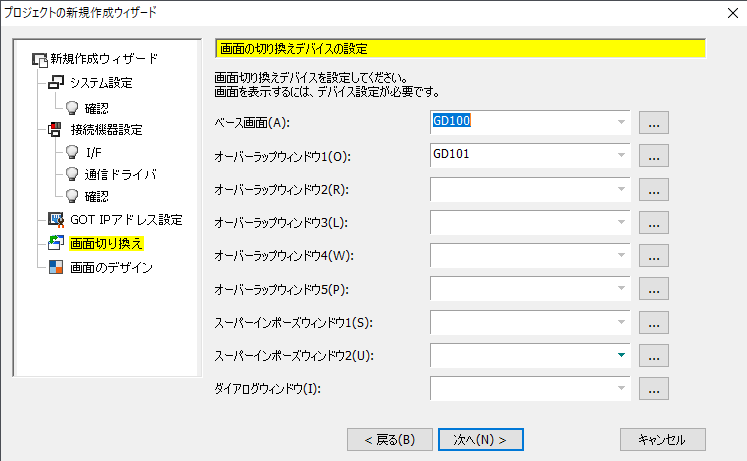 プロジェクトの新規作成ウィザード
新規作成ウィザード
システム設定
確認
接続機器設定
I/F
通信ドライバ
確認
GOT IPアドレス設定
画面切り換え
画面のデザイン
画面の切り換えデバイスの設定
画面切り換えデバイスを設定してください。
画面を表示するには、デバイス設定が必要です。
ベース画面(A): GD100 ...
オーバーラップウィンドウ1(O): GD101 ...
オーバーラップウィンドウ2(R): ...
オーバーラップウィンドウ3(L): ...
オーバーラップウィンドウ4(W): ...
オーバーラップウィンドウ5(P): ...
スーパーインポーズウィンドウ1(S): ...
スーパーインポーズウィンドウ2(U): ...
ダイアログウィンドウ(I): ...
< 戻る(B) 次へ(N) > キャンセル